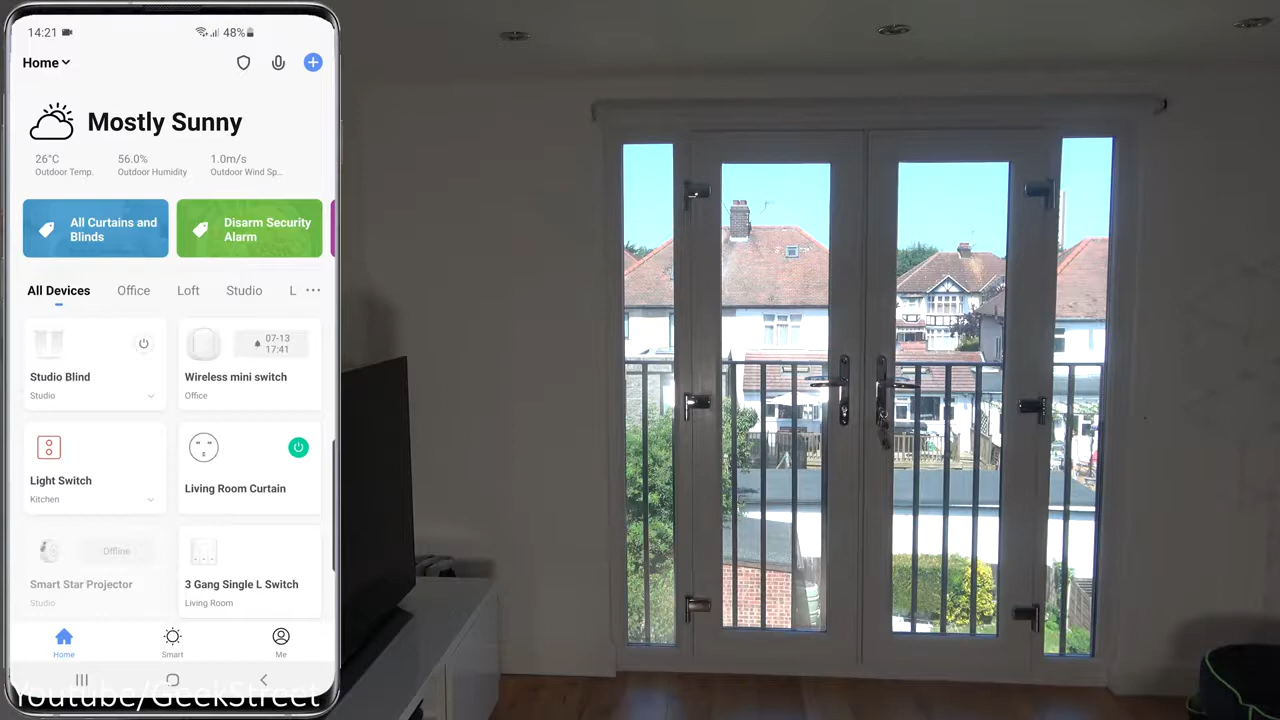 14:21
48%
Home
Mostly Sunny
26°C
56.0%
1.0m/s
Outdoor Temp.
Outdoor Humidity
Outdoor Wind Sp...
All Curtains and
Blinds
Disarm Security
Alarm
All Devices
Office
Loft
Studio
L
Studio Blind
Studio
07-13
17:41
Wireless mini switch
Office
Light Switch
Kitchen
Living Room Curtain
Offline
Smart Star Projector
Studio
3 Gang Single L Switch
Living Room
Home
Smart
Me
Youtube/GeekStreet